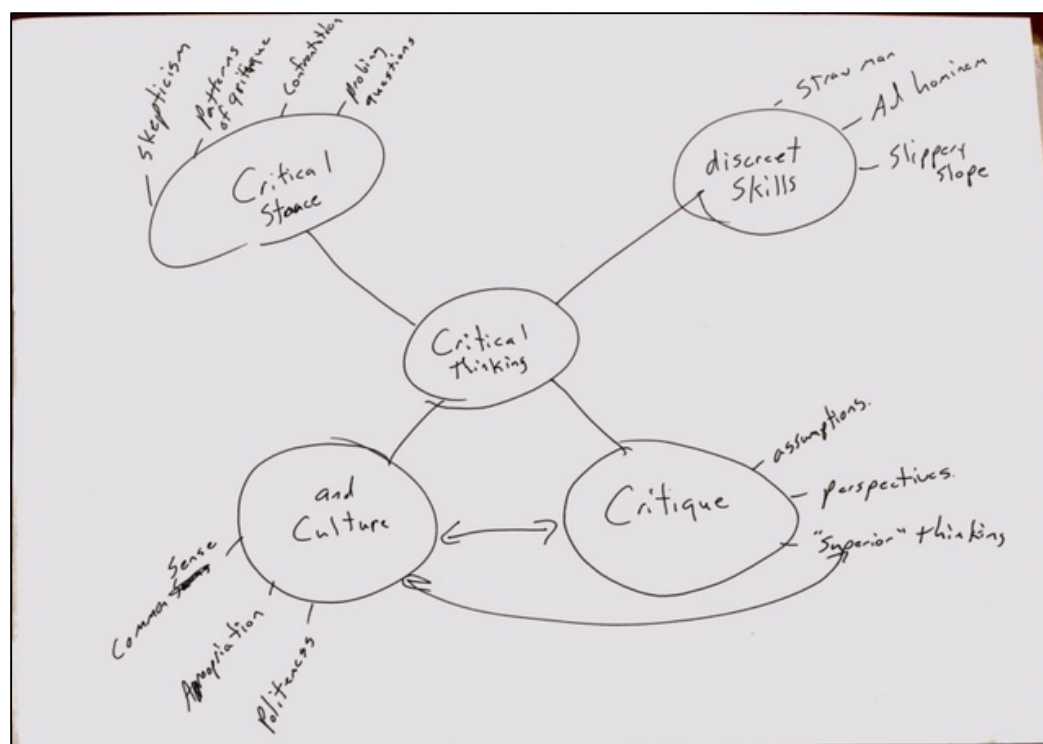 Skepticism
Patterns
of critique
Confrontation
probing
questions
Critical
Stance
Straw man
Ad hominem
Slippery
Slope
discreet
Skills
Critical
thinking
assumptions.
perspectives.
"Superior" thinking
Critique
and
Culture
Sense
Common
Appropriation
Politeness